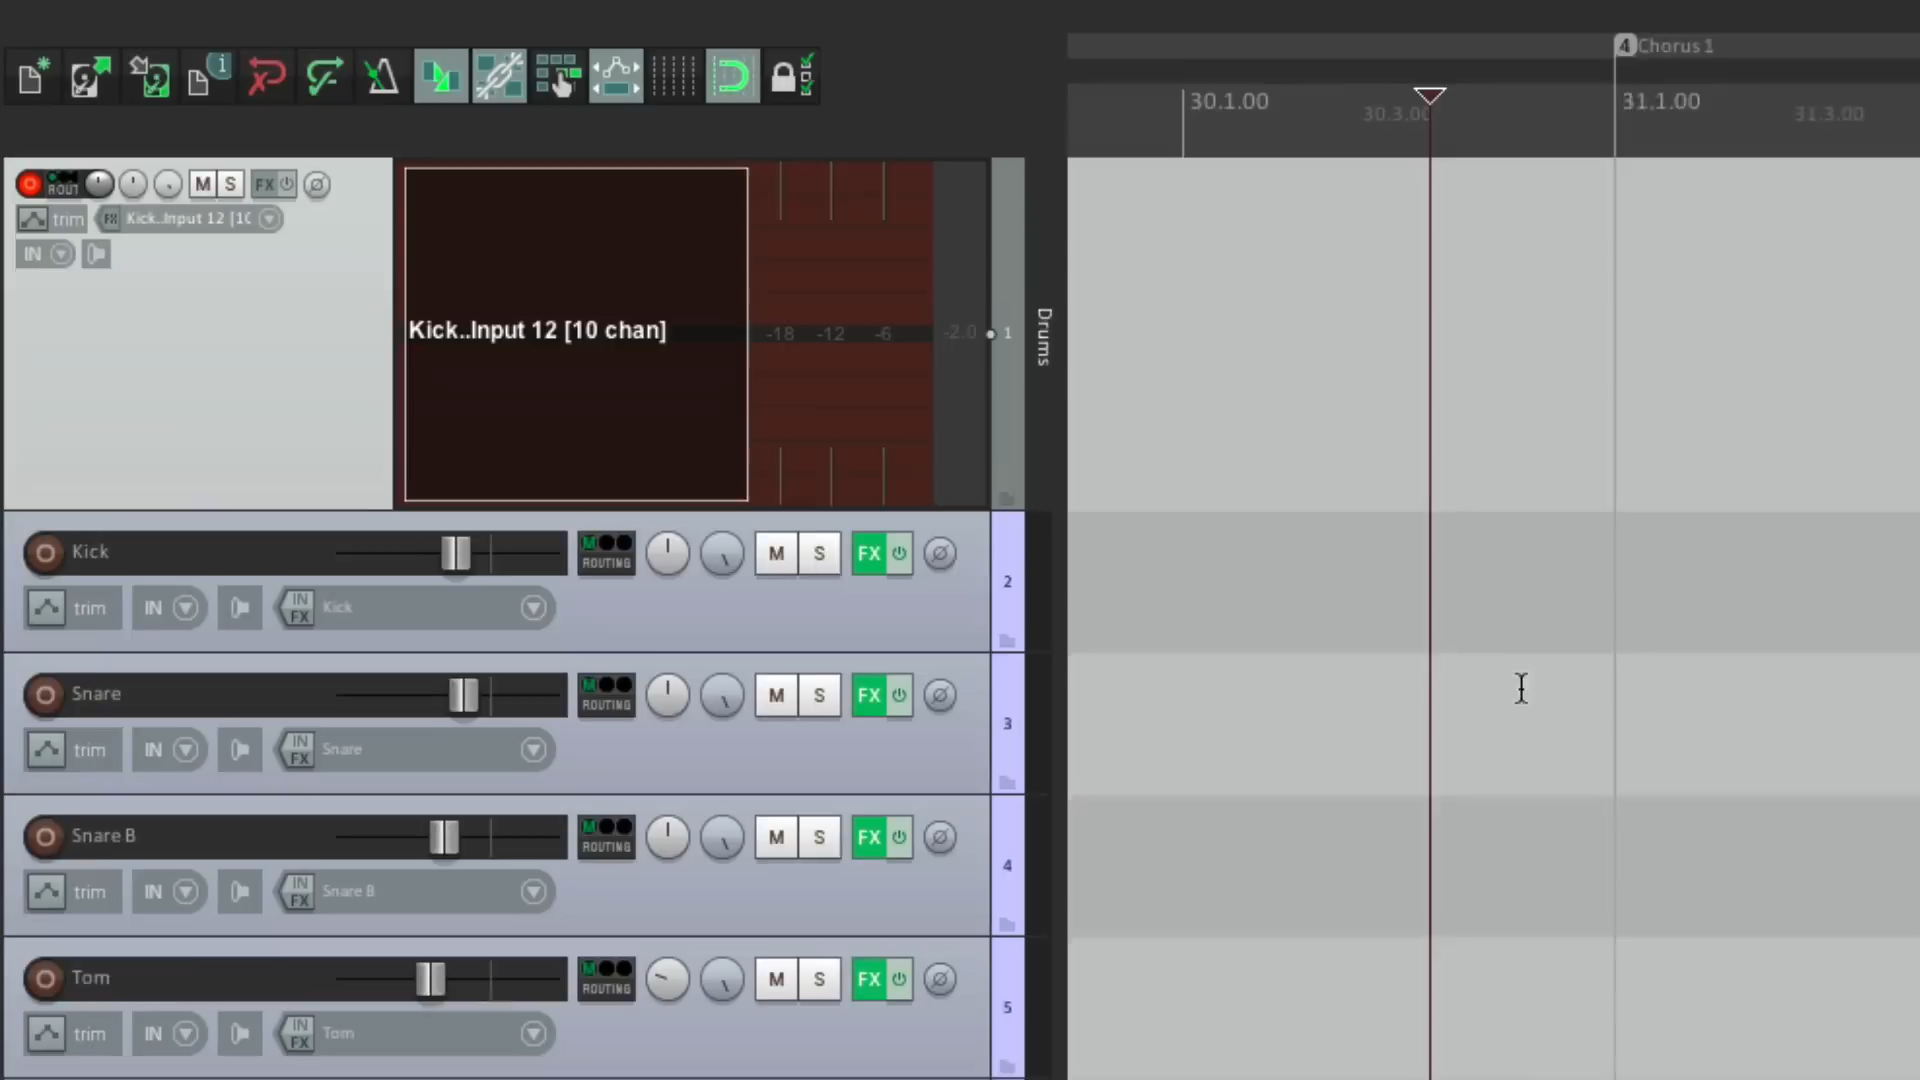 4 Chorus 1
30.1.00 30.3.00 31.1.00 31.3.00
ROUT M S FX
trim FX Kick..Input 12 [10
IN
Kick..Input 12 [10 chan]
-18 -12 -6 -2.0 1
Drums
Kick ROUTING M S FX
trim IN IN FX Kick
2
Snare ROUTING M S FX
trim IN IN FX Snare
3
Snare B ROUTING M S FX
trim IN IN FX Snare B
4
Tom ROUTING M S FX
trim IN IN FX Tom
5